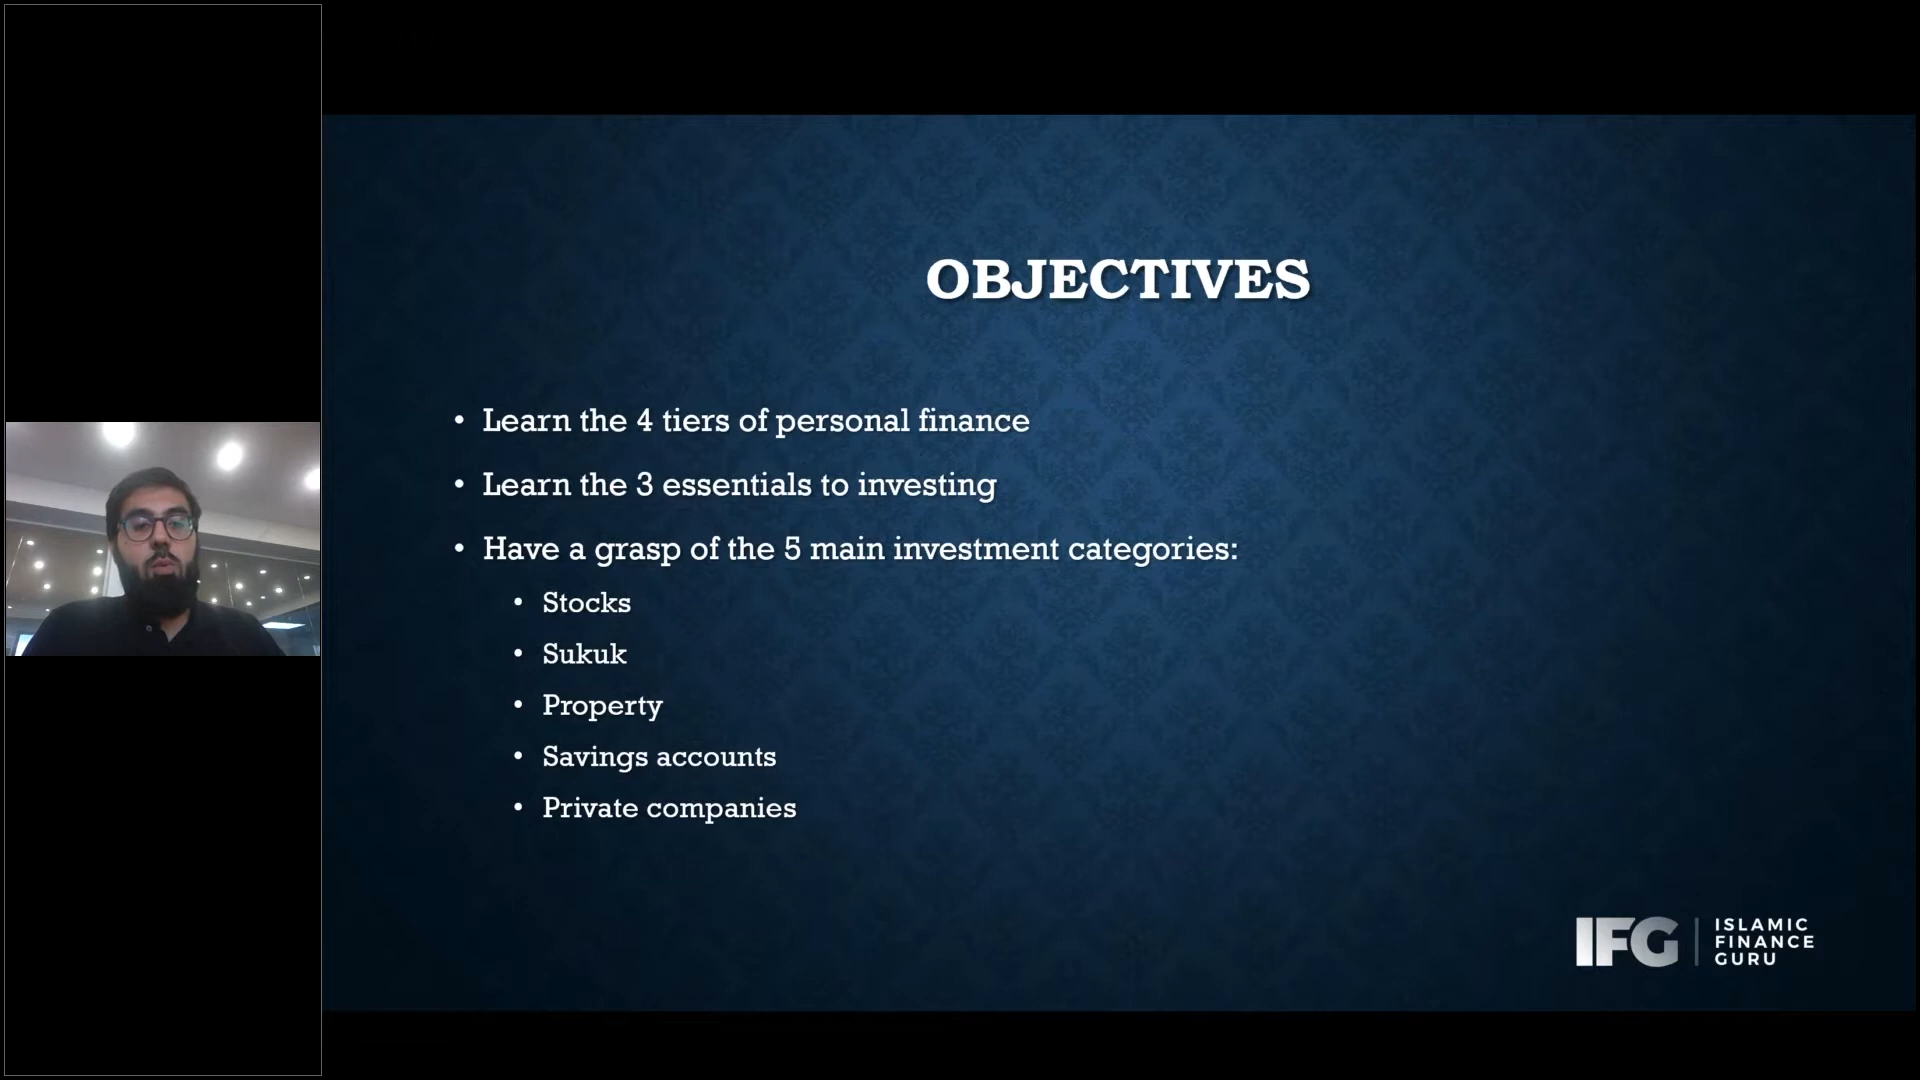 OBJECTIVES
• Learn the 4 tiers of personal finance
• Learn the 3 essentials to investing
• Have a grasp of the 5 main investment categories:
• Stocks
• Sukuk
• Property
• Savings accounts
• Private companies
IFG
ISLAMIC
FINANCE
GURU